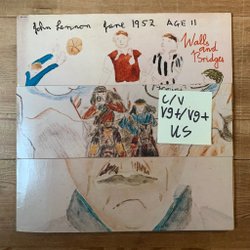 John Lennon June 1952 AGE 11
Walls
and
Bridges
C/V
VG+/VG+
US